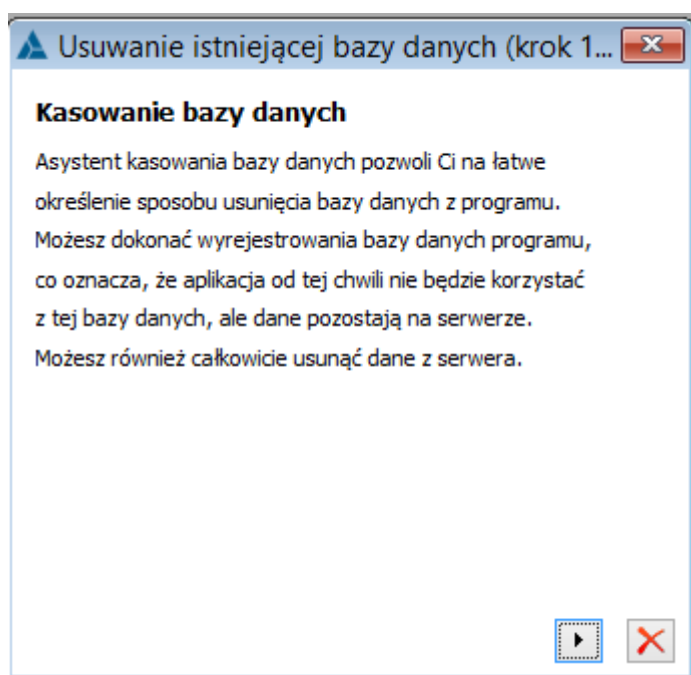 Usuwanie istniejącej bazy danych (krok 1...
Kasowanie bazy danych
Asystent kasowania bazy danych pozwoli Ci na łatwe
określenie sposobu usunięcia bazy danych z programu.
Możesz dokonać wyrejestrowania bazy danych programu,
co oznacza, że aplikacja od tej chwili nie będzie korzystać
z tej bazy danych, ale dane pozostają na serwerze.
Możesz również całkowicie usunąć dane z serwera.